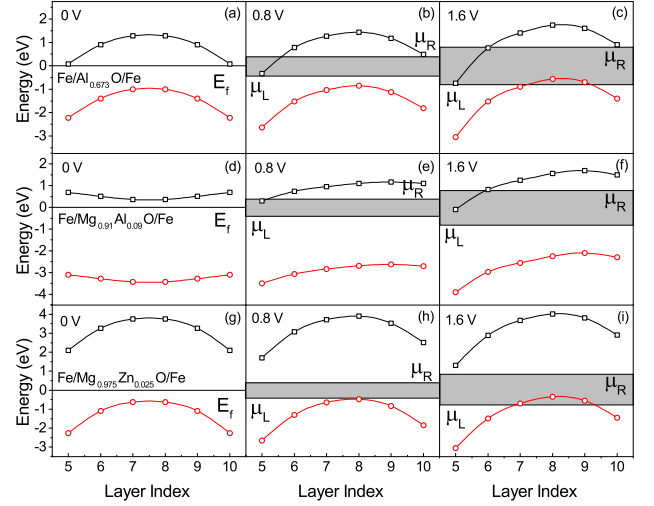 0 V (a) 0.8 V (b) 1.6 V (c)
Energy (eV)
2
1
0
-1
-2
-3
Fe/Al0.673O/Fe
Ef
μR
μL
μR
μL
0 V (d) 0.8 V (e) 1.6 V (f)
Energy (eV)
2
1
0
-1
-2
-3
-4
Fe/Mg0.91Al0.09O/Fe
Ef
μR
μL
μR
μL
0 V (g) 0.8 V (h) 1.6 V (i)
Energy (eV)
4
3
2
1
0
-1
-2
-3
Fe/Mg0.975Zn0.025O/Fe
Ef
μR
μL
μR
μL
5 6 7 8 9 10 5 6 7 8 9 10 5 6 7 8 9 10
Layer Index Layer Index Layer Index